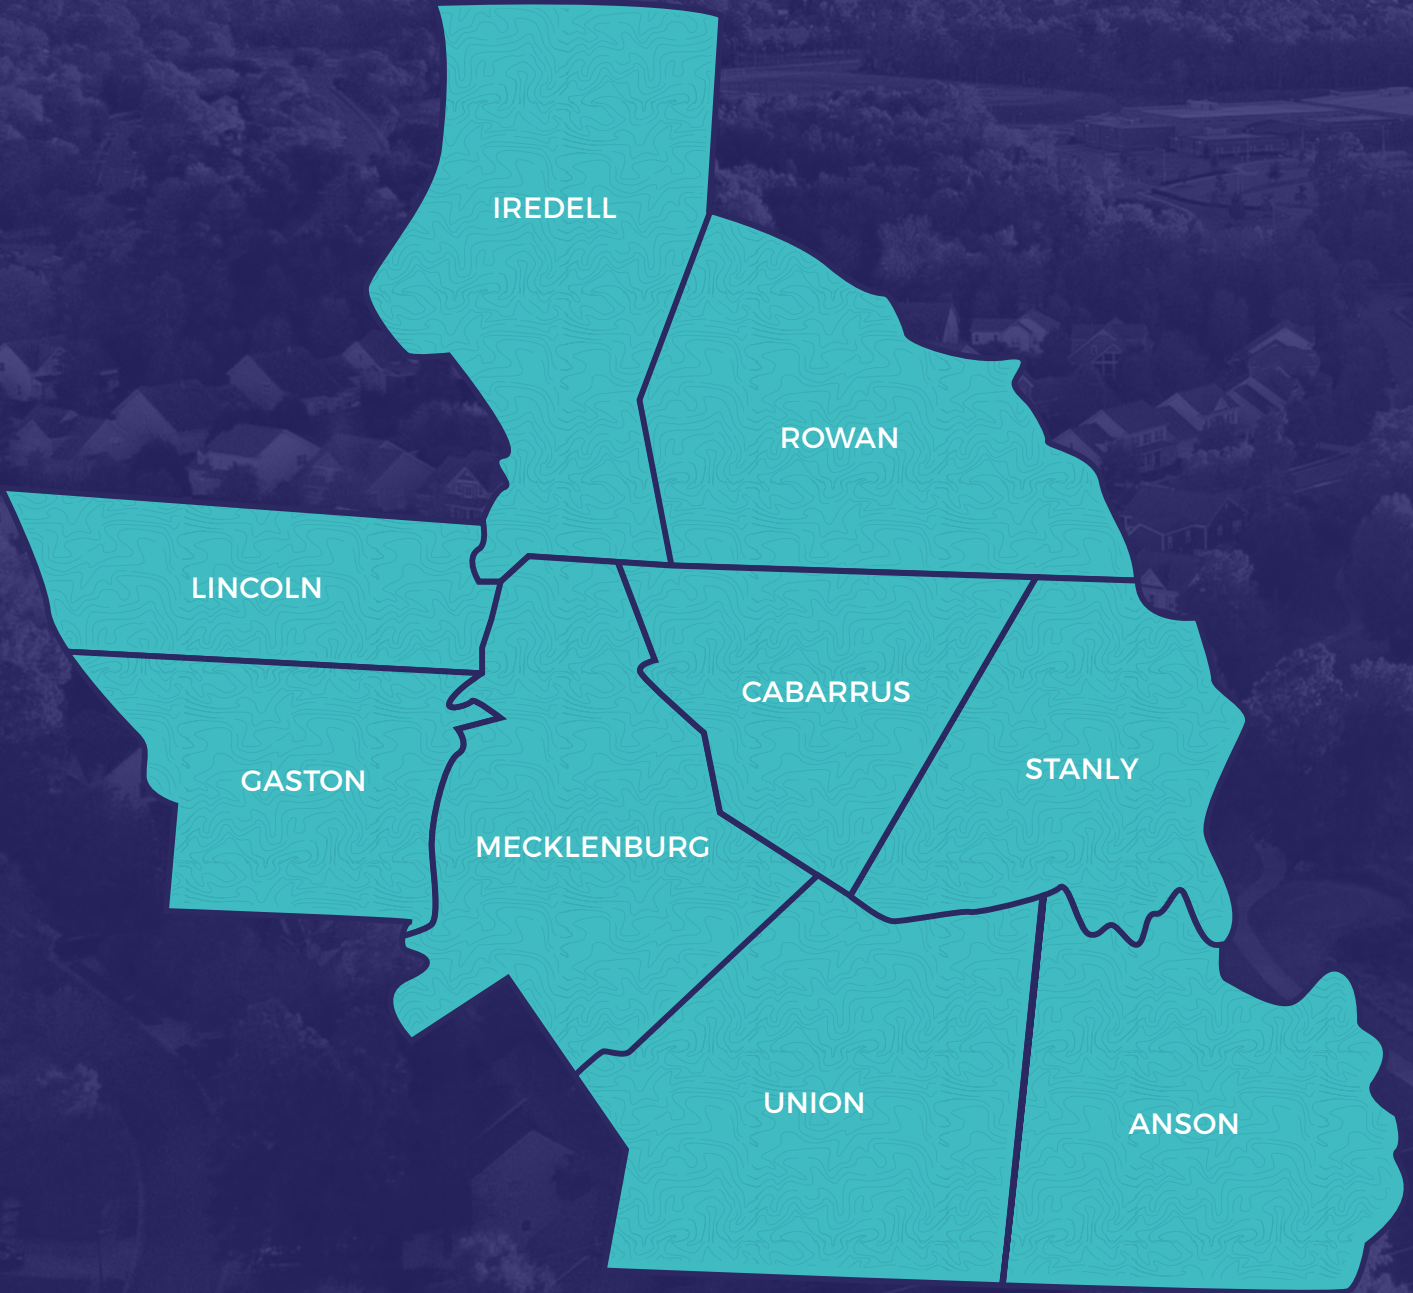 IREDELL
ROWAN
LINCOLN
CABARRUS
STANLY
GASTON
MECKLENBURG
UNION
ANSON